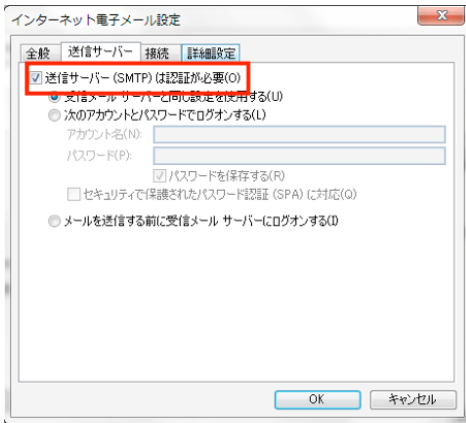 インターネット電子メール設定
全般 送信サーバー 接続 詳細設定
送信サーバー (SMTP) は認証が必要(O)
受信メール サーバーと同じ設定を使用する(U)
次のアカウントとパスワードでログオンする(L)
アカウント名(N):
パスワード(P):
パスワードを保存する(R)
セキュリティで保護されたパスワード認証 (SPA) に対応(Q)
メールを送信する前に受信メール サーバーにログオンする(I)
OK キャンセル